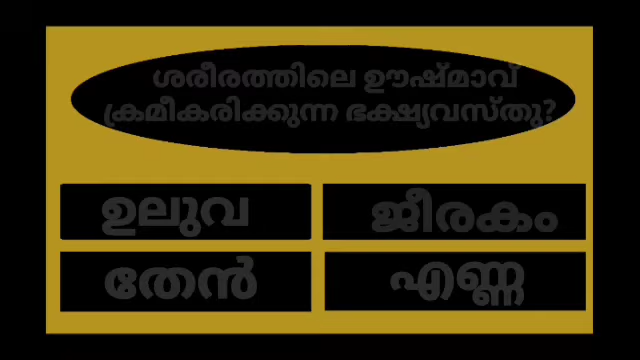 ശരീരത്തിലെ ഊഷ്മാവ്
ക്രമീകരിക്കുന്ന ഭക്ഷ്യവസ്തു?
ഉലുവ
ജീരകം
തേൻ
എണ്ണ